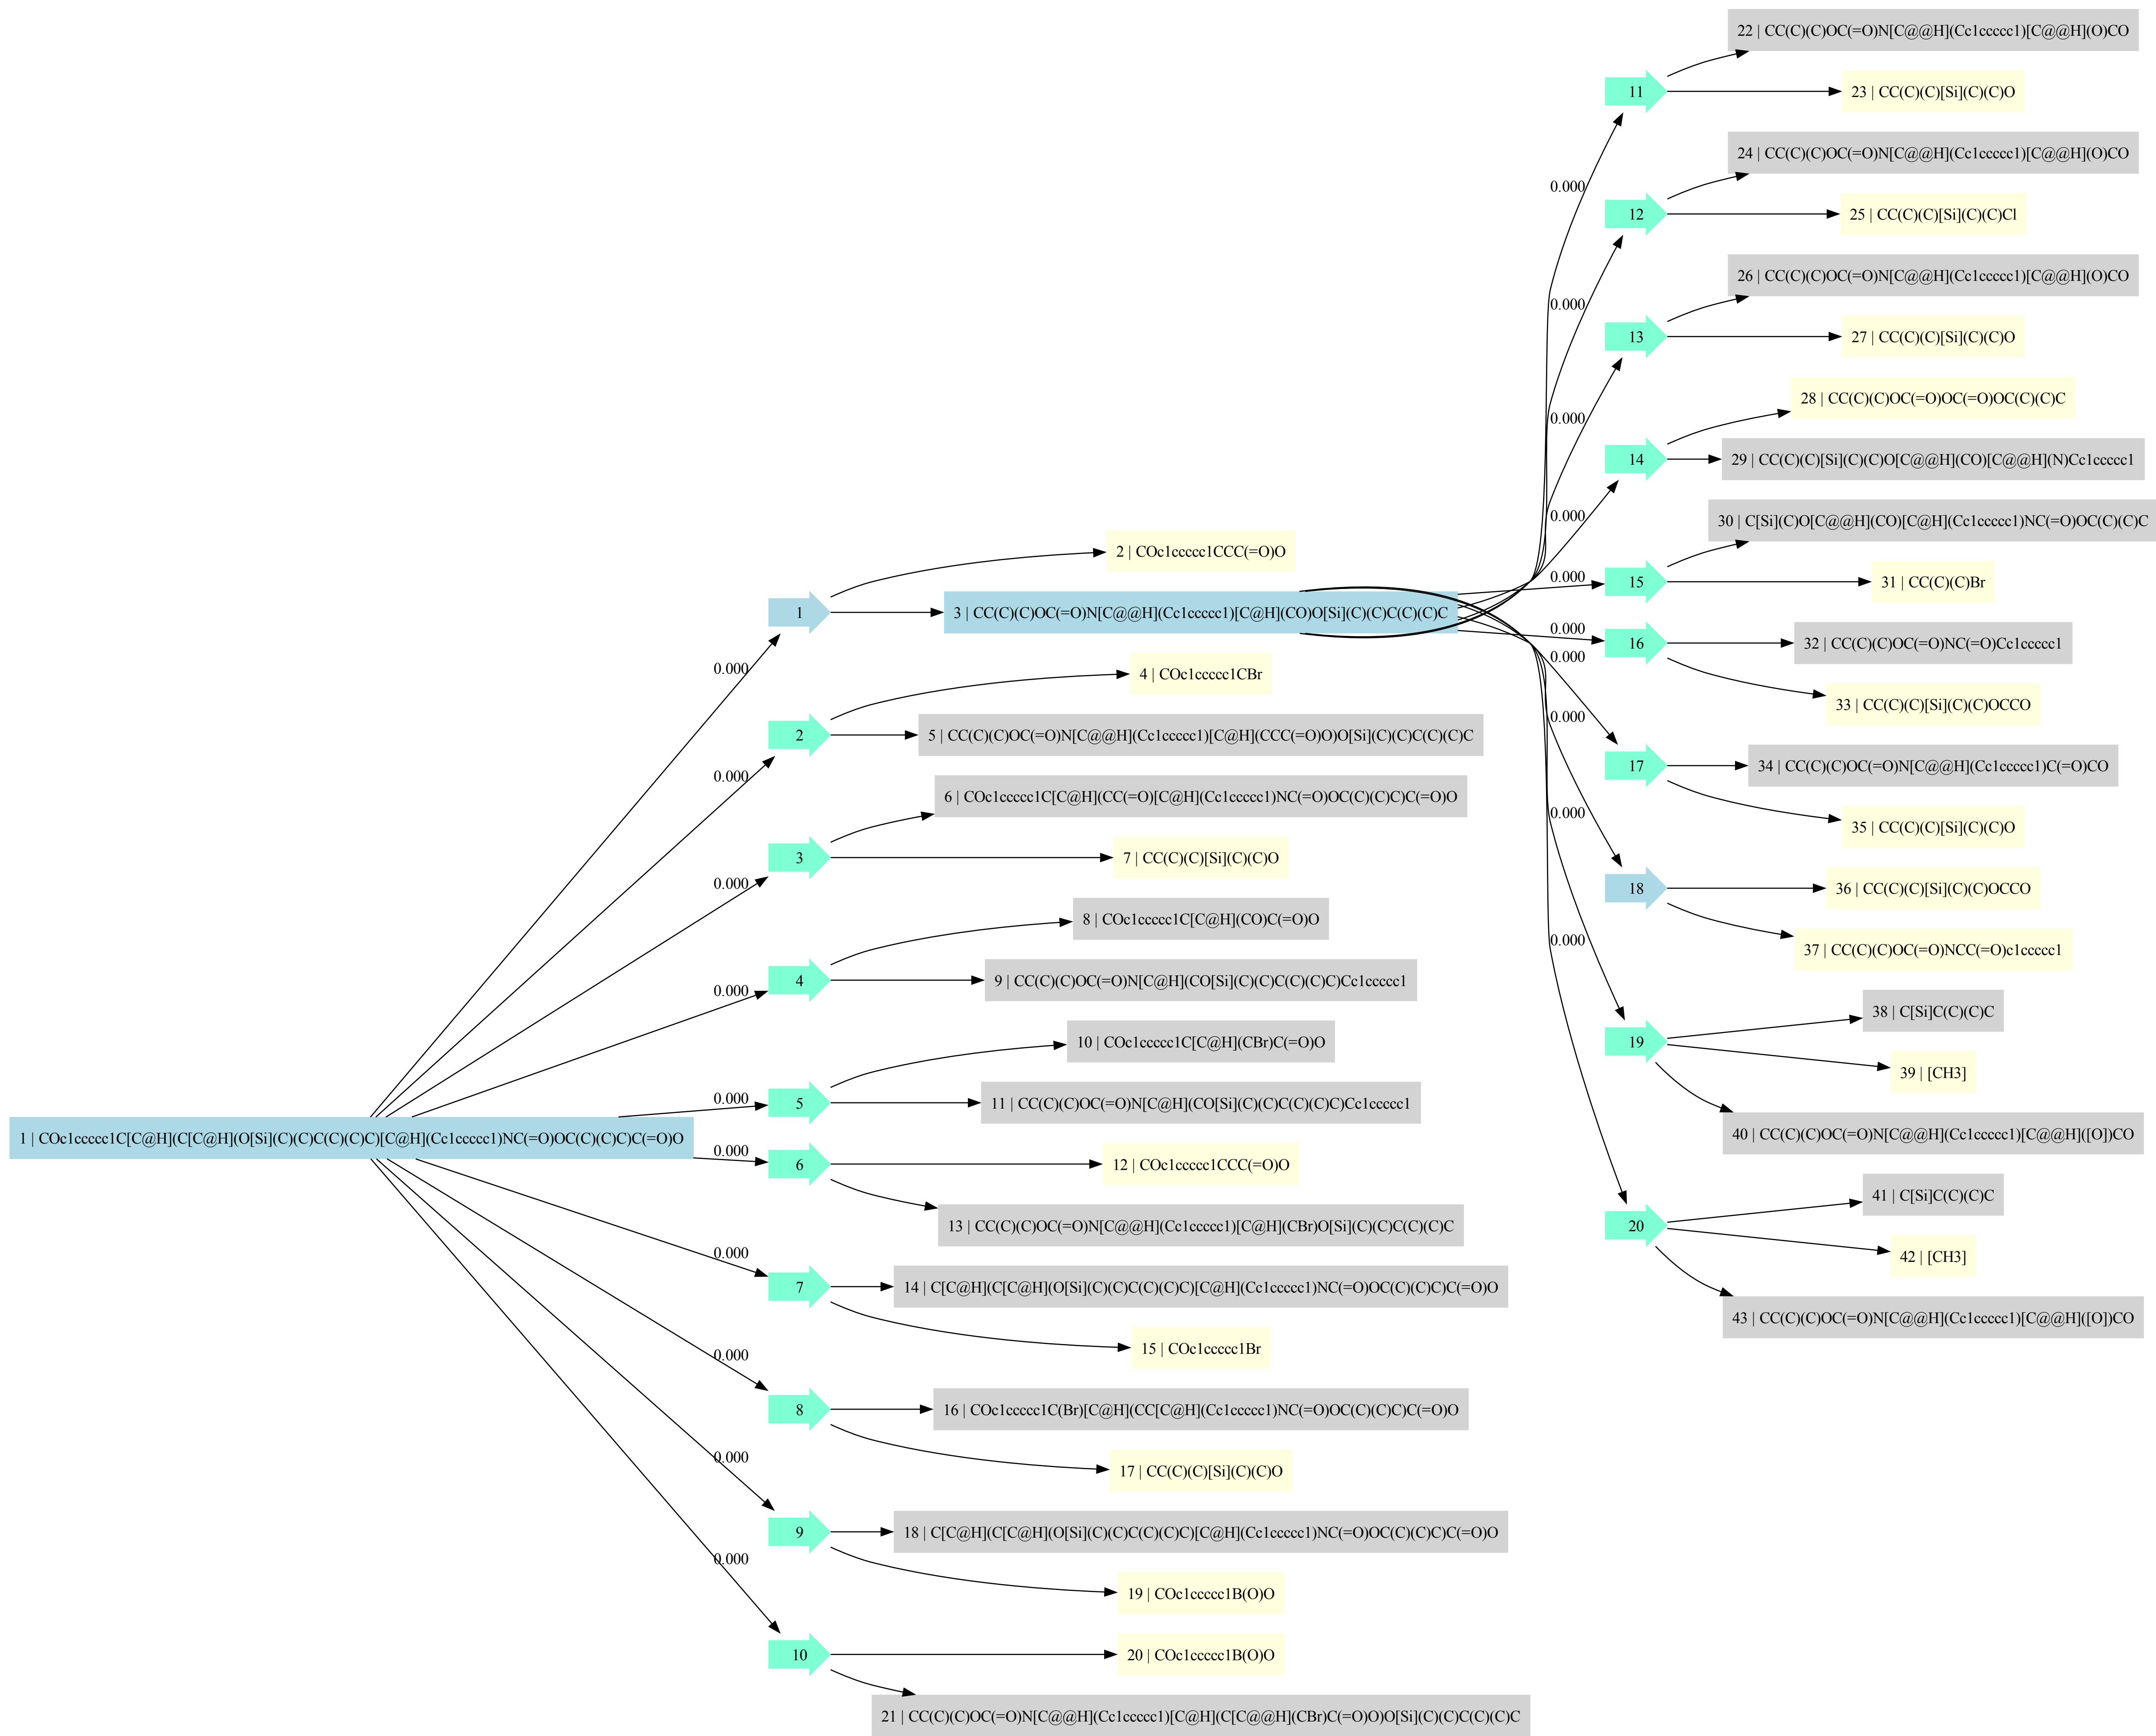 1 | COc1ccccc1C[C@H](C[C@H](O[Si](C)(C)C(C)(C)C)[C@H](Cc1ccccc1)NC(=O)OC(C)(C)C)C(=O)O
0.000
0.000
0.000
0.000
0.000
0.000
0.000
0.000
0.000
0.000
1
2
3
4
5
6
7
8
9
10
2 | COc1ccccc1CCC(=O)O
3 | CC(C)(C)OC(=O)N[C@@H](Cc1ccccc1)[C@H](CO)O[Si](C)(C)C(C)(C)C
4 | COc1ccccc1CBr
5 | CC(C)(C)OC(=O)N[C@@H](Cc1ccccc1)[C@H](CCC(=O)O)O[Si](C)(C)C(C)(C)C
6 | COc1ccccc1C[C@H](CC(=O)[C@H](Cc1ccccc1)NC(=O)OC(C)(C)C)C(=O)O
7 | CC(C)(C)[Si](C)(C)O
8 | COc1ccccc1C[C@H](CO)C(=O)O
9 | CC(C)(C)OC(=O)N[C@H](CO[Si](C)(C)C(C)(C)C)Cc1ccccc1
10 | COc1ccccc1C[C@H](CBr)C(=O)O
11 | CC(C)(C)OC(=O)N[C@H](CO[Si](C)(C)C(C)(C)C)Cc1ccccc1
12 | COc1ccccc1CCC(=O)O
13 | CC(C)(C)OC(=O)N[C@@H](Cc1ccccc1)[C@H](CBr)O[Si](C)(C)C(C)(C)C
14 | C[C@H](C[C@H](O[Si](C)(C)C(C)(C)C)[C@H](Cc1ccccc1)NC(=O)OC(C)(C)C)C(=O)O
15 | COc1ccccc1Br
16 | COc1ccccc1C(Br)[C@H](CC[C@H](Cc1ccccc1)NC(=O)OC(C)(C)C)C(=O)O
17 | CC(C)(C)[Si](C)(C)O
18 | C[C@H](C[C@H](O[Si](C)(C)C(C)(C)C)[C@H](Cc1ccccc1)NC(=O)OC(C)(C)C)C(=O)O
19 | COc1ccccc1B(O)O
20 | COc1ccccc1B(O)O
21 | CC(C)(C)OC(=O)N[C@@H](Cc1ccccc1)[C@H](C[C@@H](CBr)C(=O)O)O[Si](C)(C)C(C)(C)C
0.000
0.000
0.000
0.000
0.000
0.000
0.000
0.000
0.000
0.000
11
12
13
14
15
16
17
18
19
20
22 | CC(C)(C)OC(=O)N[C@@H](Cc1ccccc1)[C@@H](O)CO
23 | CC(C)(C)[Si](C)(C)O
24 | CC(C)(C)OC(=O)N[C@@H](Cc1ccccc1)[C@@H](O)CO
25 | CC(C)(C)[Si](C)(C)Cl
26 | CC(C)(C)OC(=O)N[C@@H](Cc1ccccc1)[C@@H](O)CO
27 | CC(C)(C)[Si](C)(C)O
28 | CC(C)(C)OC(=O)OC(=O)OC(C)(C)C
29 | CC(C)(C)[Si](C)(C)O[C@@H](CO)[C@@H](N)Cc1ccccc1
30 | C[Si](C)O[C@@H](CO)[C@H](Cc1ccccc1)NC(=O)OC(C)(C)C
31 | CC(C)(C)Br
32 | CC(C)(C)OC(=O)NC(=O)Cc1ccccc1
33 | CC(C)(C)[Si](C)(C)OCCO
34 | CC(C)(C)OC(=O)N[C@@H](Cc1ccccc1)C(=O)CO
35 | CC(C)(C)[Si](C)(C)O
36 | CC(C)(C)[Si](C)(C)OCCO
37 | CC(C)(C)OC(=O)NCC(=O)c1ccccc1
38 | C[Si]C(C)(C)C
39 | [CH3]
40 | CC(C)(C)OC(=O)N[C@@H](Cc1ccccc1)[C@@H]([O])CO
41 | C[Si]C(C)(C)C
42 | [CH3]
43 | CC(C)(C)OC(=O)N[C@@H](Cc1ccccc1)[C@@H]([O])CO